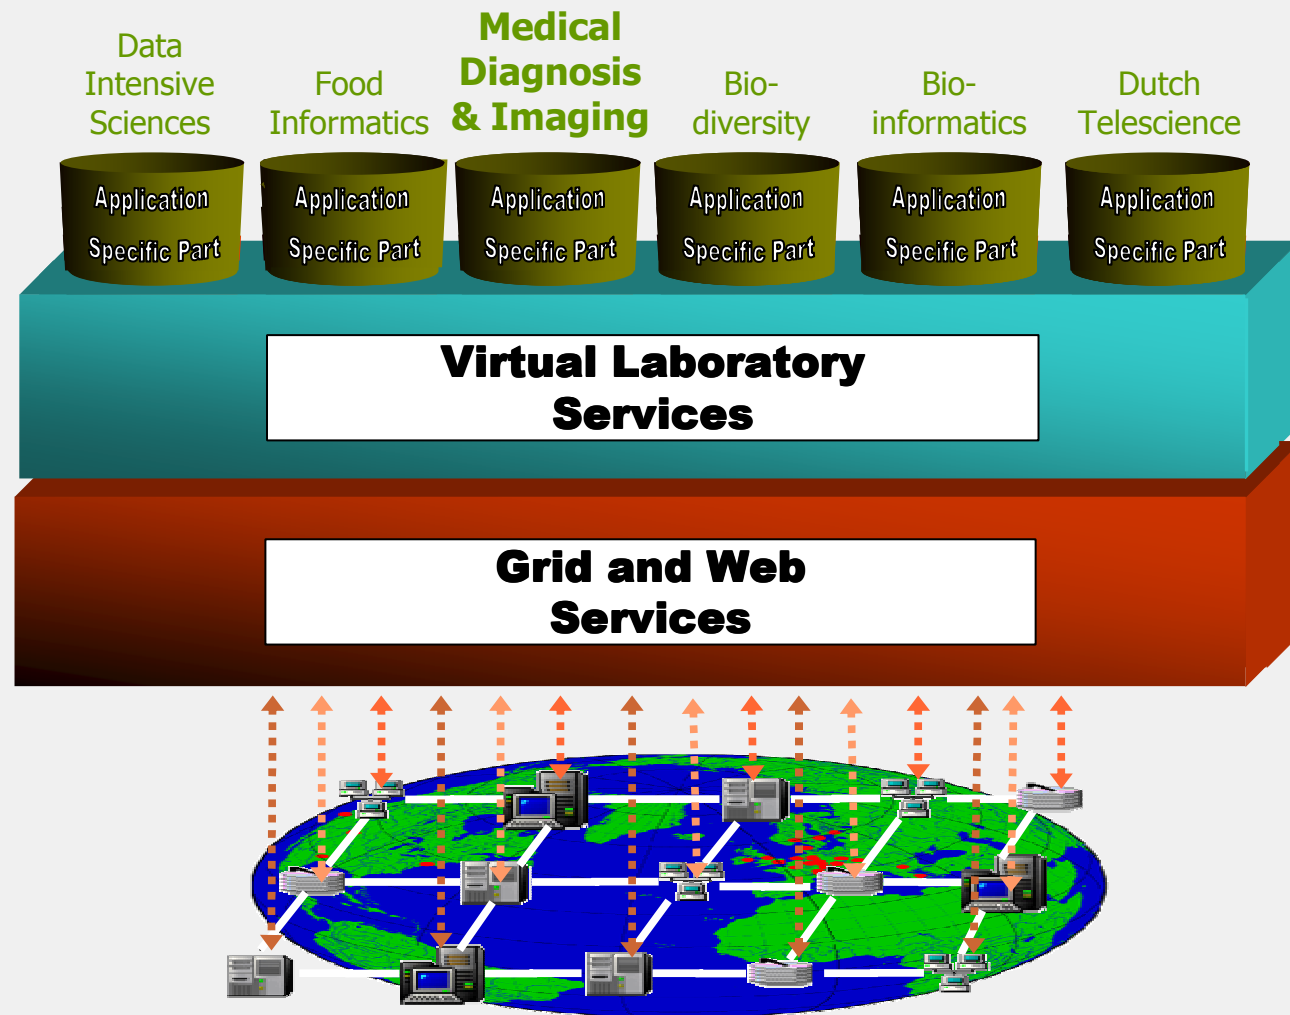 Data
Intensive
Sciences
Food
Informatics
Medical
Diagnosis
& Imaging
Bio-
diversity
Bio-
informatics
Dutch
Telescience
Application
Specific Part
Application
Specific Part
Application
Specific Part
Application
Specific Part
Application
Specific Part
Application
Specific Part
Virtual Laboratory
Services
Grid and Web
Services